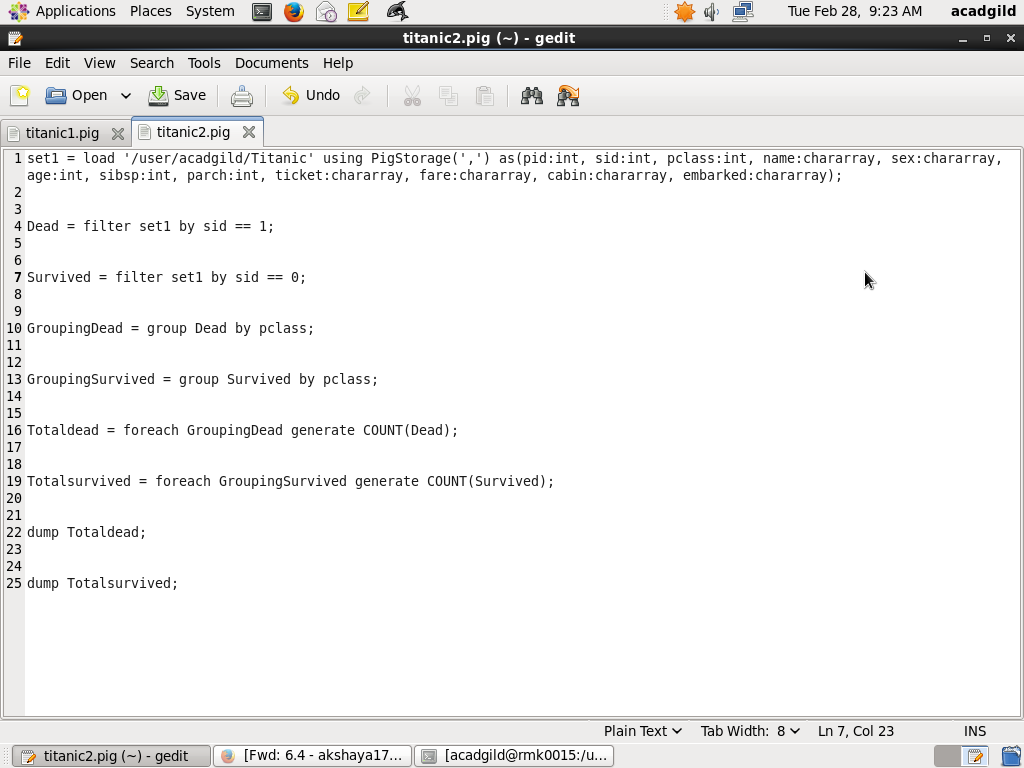 Applications Places System Tue Feb 28, 9:23 AM acadgild
titanic2.pig (~) - gedit
File Edit View Search Tools Documents Help
Open Save Undo
titanic1.pig titanic2.pig
1 set1 = load '/user/acadgild/Titanic' using PigStorage(',') as(pid:int, sid:int, pclass:int, name:chararray, sex:chararray,
age:int, sibsp:int, parch:int, ticket:chararray, fare:chararray, cabin:chararray, embarked:chararray);
2
3
4 Dead = filter set1 by sid == 1;
5
6
7 Survived = filter set1 by sid == 0;
8
9
10 GroupingDead = group Dead by pclass;
11
12
13 GroupingSurvived = group Survived by pclass;
14
15
16 Totaldead = foreach GroupingDead generate COUNT(Dead);
17
18
19 Totalsurvived = foreach GroupingSurvived generate COUNT(Survived);
20
21
22 dump Totaldead;
23
24
25 dump Totalsurvived;
Plain Text Tab Width: 8 Ln 7, Col 23 INS
titanic2.pig (~) - gedit [Fwd: 6.4 - akshaya17... [acadgild@rmk0015:/u...